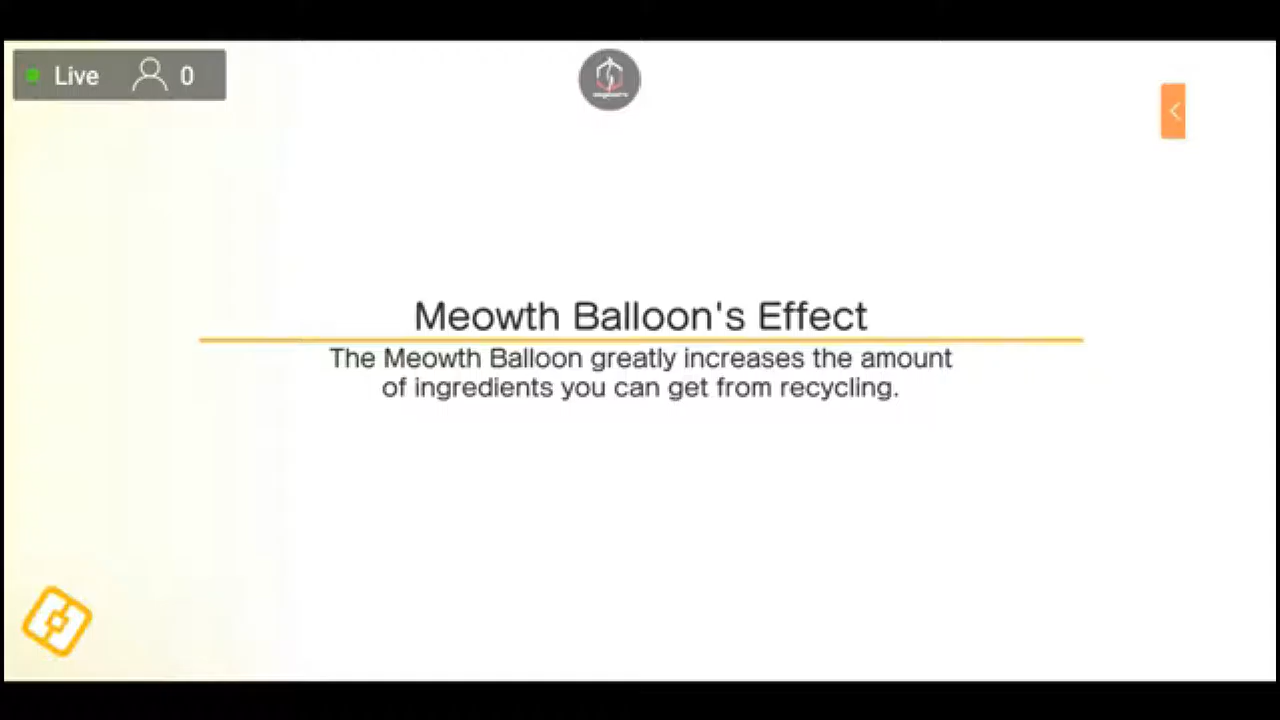 Live 0
Meowth Balloon's Effect
The Meowth Balloon greatly increases the amount
of ingredients you can get from recycling.